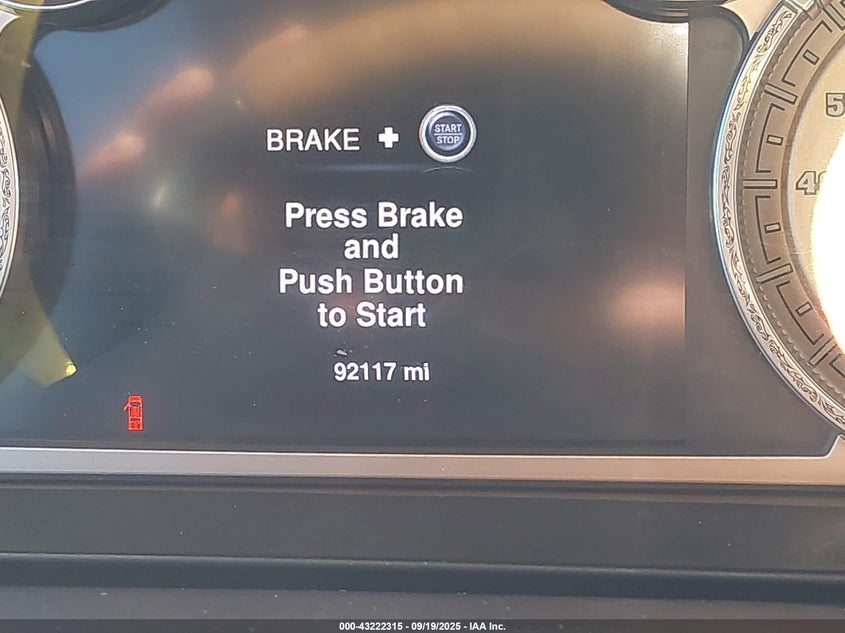 BRAKE + START STOP
Press Brake
and
Push Button
to Start
92117 mi
000-43222315 - 09/19/2025 - IAA Inc.